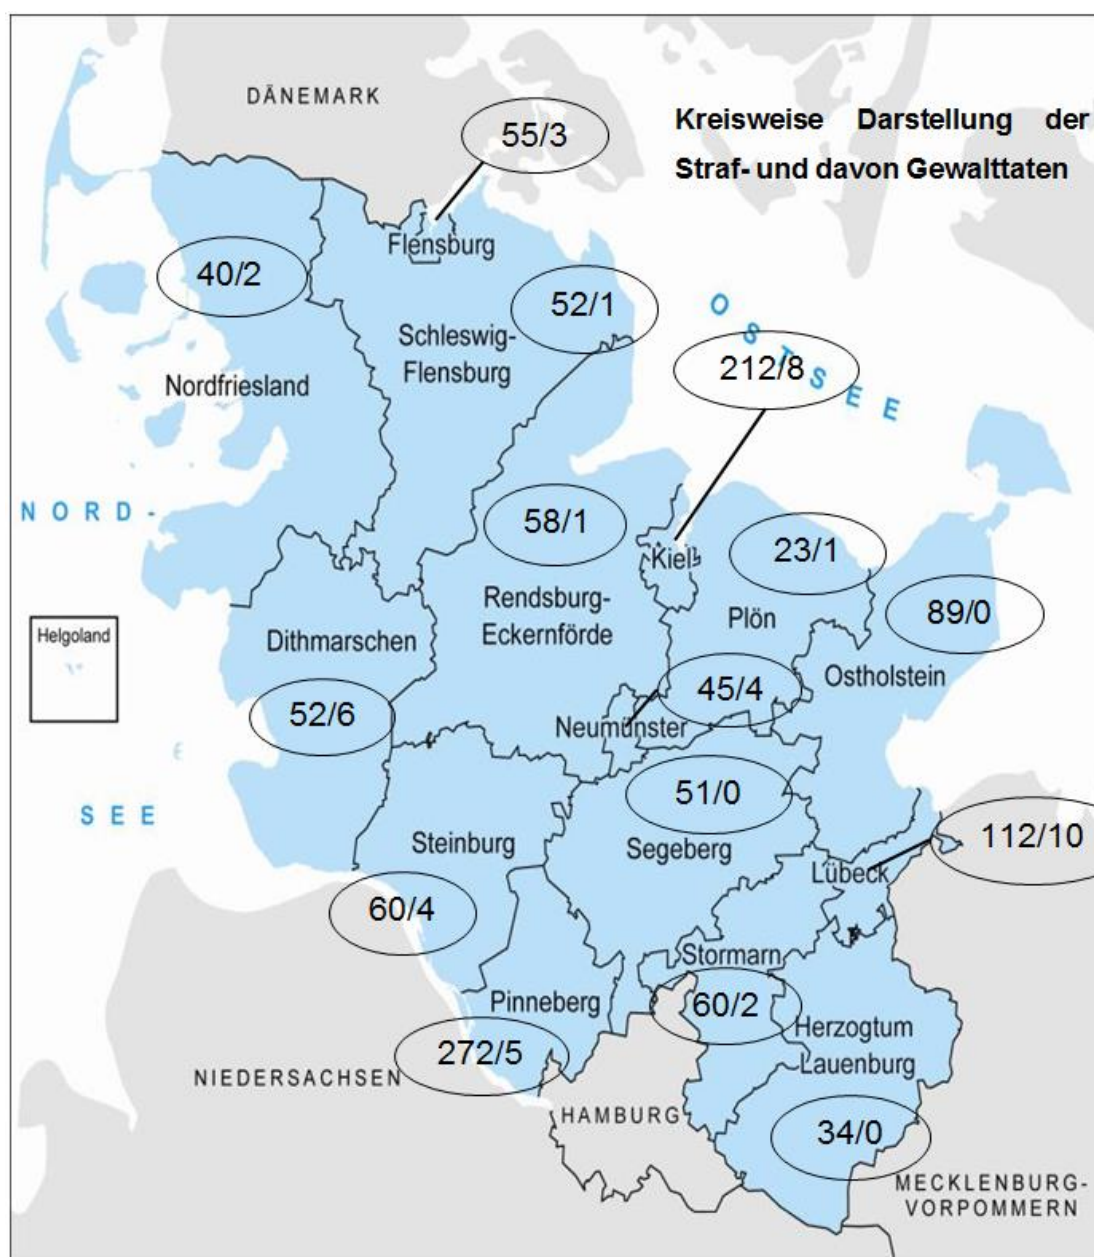 DÄNEMARK
55/3
Kreisweise Darstellung der
Straf- und davon Gewalttaten
Flensburg
40/2
52/1
OSTSEE
Schleswig-
Flensburg
212/8
Nordfriesland
NORD-
58/1
Kiel
23/1
Rendsburg-
Eckernförde
Plön
89/0
Helgoland
Dithmarschen
Ostholstein
45/4
52/6
Neumünster
51/0
SEE
Steinburg
Segeberg
112/10
Lübeck
60/4
Stormarn
Pinneberg
60/2
Herzogtum
Lauenburg
272/5
NIEDERSACHSEN
HAMBURG
34/0
MECKLENBURG-
VORPOMMERN